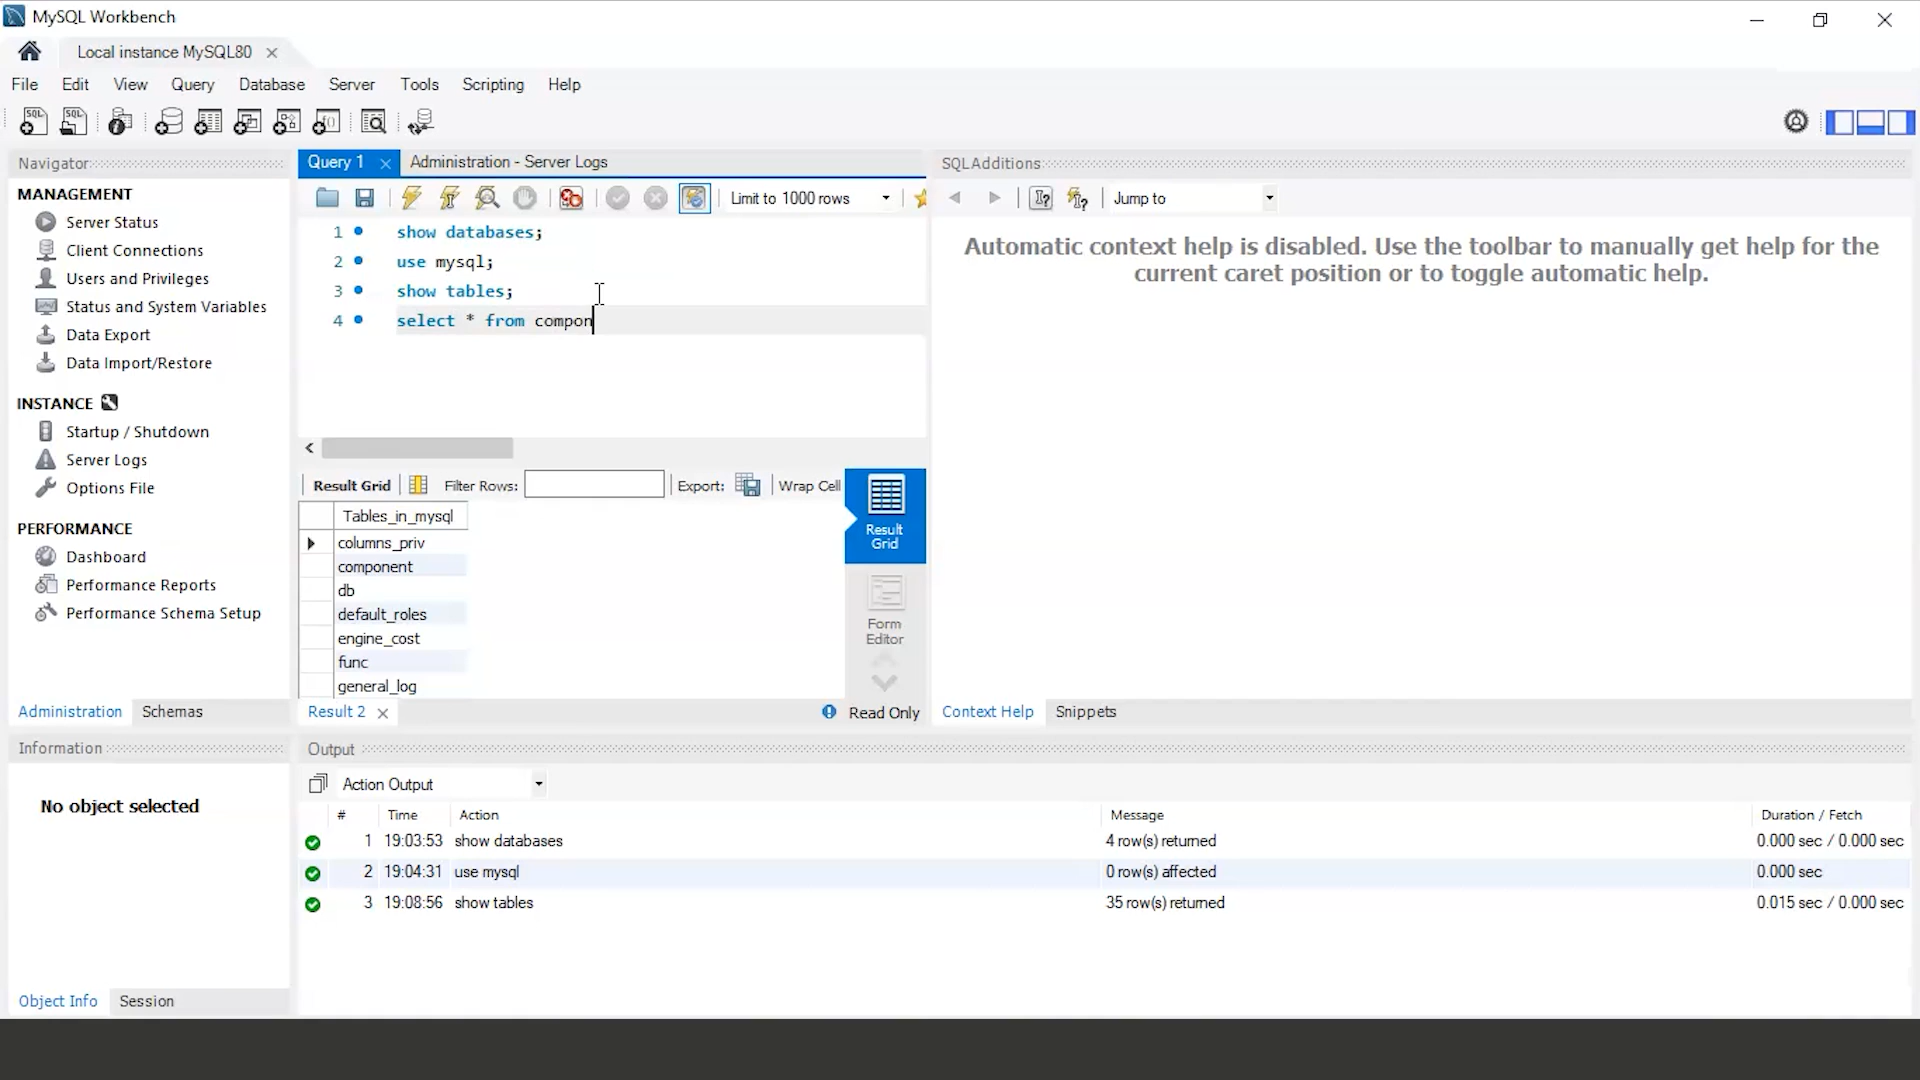 MySQL Workbench
Local instance MySQL80
File Edit View Query Database Server Tools Scripting Help
Navigator
MANAGEMENT
Server Status
Client Connections
Users and Privileges
Status and System Variables
Data Export
Data Import/Restore
INSTANCE
Startup / Shutdown
Server Logs
Options File
PERFORMANCE
Dashboard
Performance Reports
Performance Schema Setup
Administration Schemas
Query 1 Administration - Server Logs
Limit to 1000 rows
1 show databases;
2 use mysql;
3 show tables;
4 select * from compon
Result Grid Filter Rows: Export: Wrap Cell
Tables_in_mysql
columns_priv
component
db
default_roles
engine_cost
func
general_log
Result Grid
Form Editor
Result 2 Read Only
SQLAdditions
Jump to
Automatic context help is disabled. Use the toolbar to manually get help for the
current caret position or to toggle automatic help.
Context Help Snippets
Information
No object selected
Object Info Session
Output
Action Output
# Time Action Message Duration / Fetch
1 19:03:53 show databases 4 row(s) returned 0.000 sec / 0.000 sec
2 19:04:31 use mysql 0 row(s) affected 0.000 sec
3 19:08:56 show tables 35 row(s) returned 0.015 sec / 0.000 sec